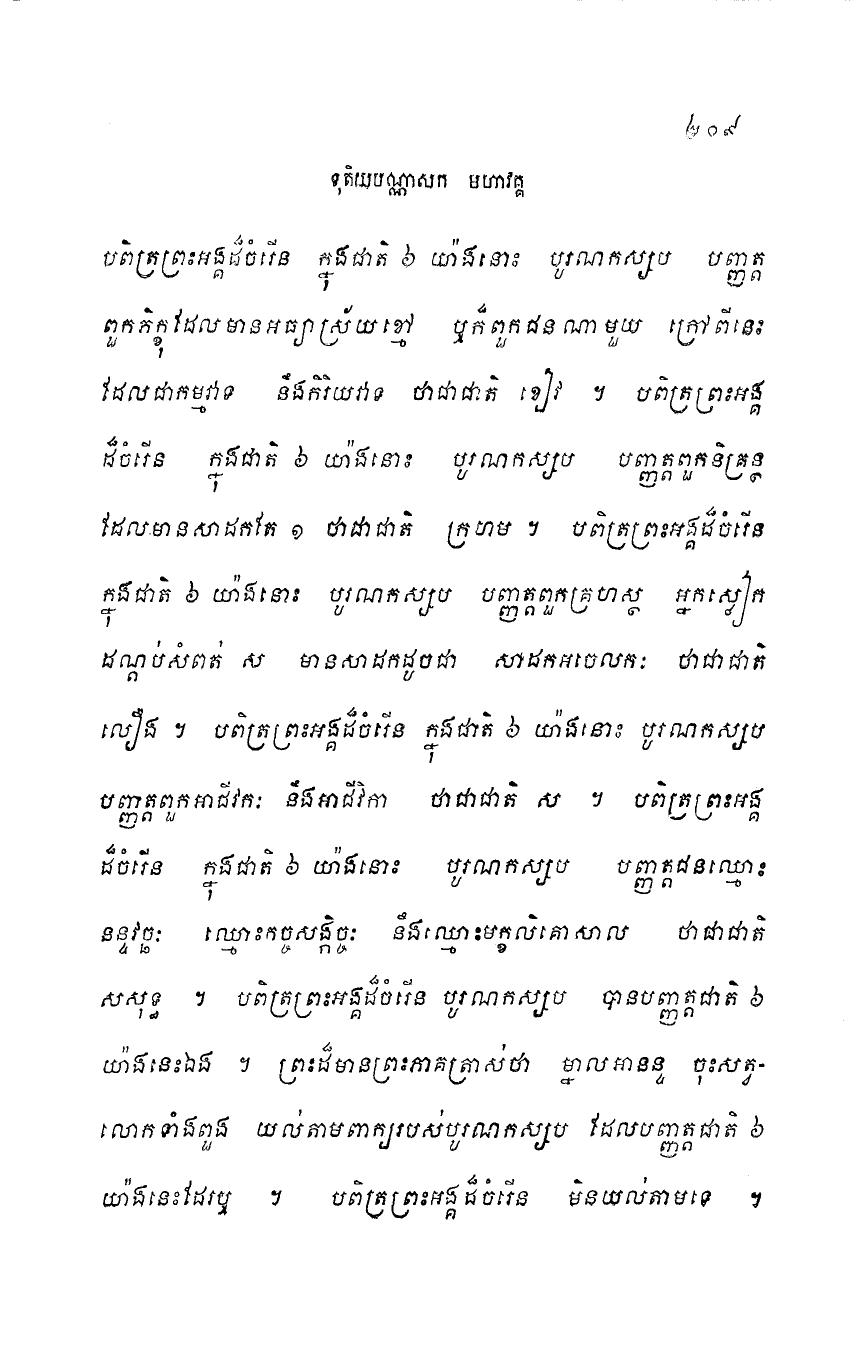 ២០៩
ទុតិយបណ្ណាសក មហាវគ្គ
បពិត្រព្រះអង្គដ៏ចំរើន ក្នុងជាតិ ៦ យ៉ាងនោះ បូរណកស្សប បញ្ញត្ត
ពួកភិក្ខុដែលមានអធ្យាស្រ័យខ្មៅ ឬក៏ពួកជនណាមួយ ក្រៅពីនេះ
ដែលជាកម្មវាទ នឹងកិរិយវាទ ថាជាជាតិ ខៀវ ។ បពិត្រព្រះអង្គ
ដ៏ចំរើន ក្នុងជាតិ ៦ យ៉ាងនោះ បូរណកស្សប បញ្ញត្តពួកនិគ្រន្ថ
ដែលមានសាដកតែ ១ ថាជាជាតិ ក្រហម ។ បពិត្រព្រះអង្គដ៏ចំរើន
ក្នុងជាតិ ៦ យ៉ាងនោះ បូរណកស្សប បញ្ញត្តពួកគ្រហស្ថ អ្នកស្លៀក
ដណ្តប់សំពត់ ស មានសាដកដូចជា សាដកអចេលកៈ ថាជាជាតិ
លឿង ។ បពិត្រព្រះអង្គដ៏ចំរើន ក្នុងជាតិ ៦ យ៉ាងនោះ បូរណកស្សប
បញ្ញត្តពួកអាជីវកៈ នឹងអាជីវិកា ថាជាជាតិ ស ។ បពិត្រព្រះអង្គ
ដ៏ចំរើន ក្នុងជាតិ ៦ យ៉ាងនោះ បូរណកស្សប បញ្ញត្តជនឈ្មោះ
នន្ទវច្ឆៈ ឈ្មោះកច្ចសង្កិច្ចៈ នឹងឈ្មោះមក្ខលិគោសាល ថាជាជាតិ
សសុទ្ធ ។ បពិត្រព្រះអង្គដ៏ចំរើន បូរណកស្សប បានបញ្ញត្តជាតិ ៦
យ៉ាងនេះឯង ។ ព្រះដ៏មានព្រះភាគត្រាស់ថា ម្នាលអានន្ទ ចុះសត្វ-
លោកទាំងពួង យល់តាមពាក្យរបស់បូរណកស្សប ដែលបញ្ញត្តជាតិ ៦
យ៉ាងនេះដែរឬ ។ បពិត្រព្រះអង្គដ៏ចំរើន មិនយល់តាមទេ ។